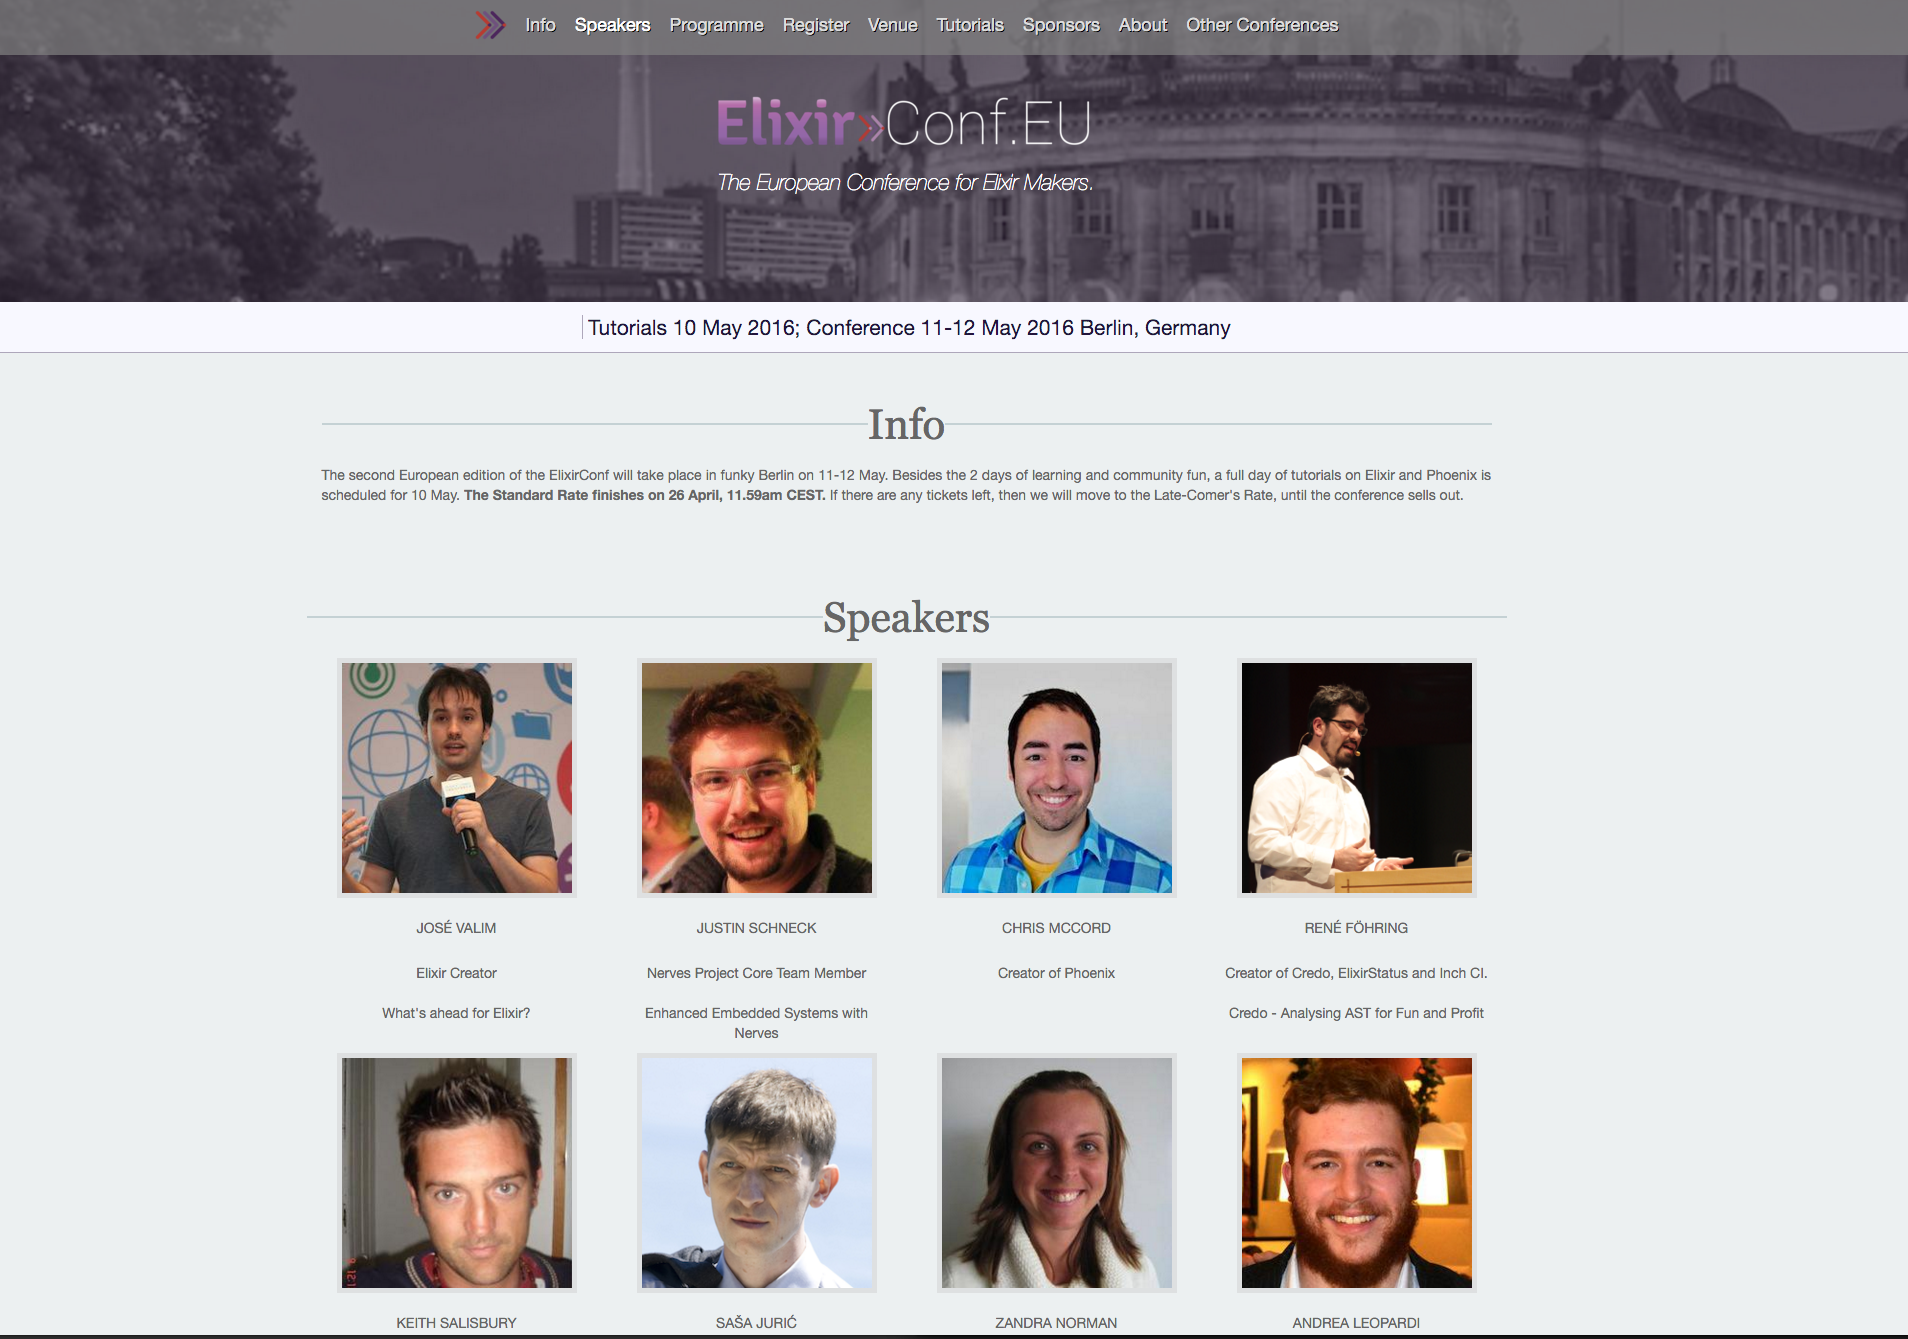 Info Speakers Programme Register Venue Tutorials Sponsors About Other Conferences
Elixir Conf.EU
The European Conference for Elixir Makers.
Tutorials 10 May 2016; Conference 11-12 May 2016 Berlin, Germany
Info
The second European edition of the ElixirConf will take place in funky Berlin on 11-12 May. Besides the 2 days of learning and community fun, a full day of tutorials on Elixir and Phoenix is
scheduled for 10 May. The Standard Rate finishes on 26 April, 11.59am CEST. If there are any tickets left, then we will move to the Late-Comer's Rate, until the conference sells out.
Speakers
JOSÉ VALIM
Elixir Creator
What's ahead for Elixir?
JUSTIN SCHNECK
Nerves Project Core Team Member
Enhanced Embedded Systems with
Nerves
CHRIS MCCORD
Creator of Phoenix
RENÉ FÖHRING
Creator of Credo, ElixirStatus and Inch CI.
Credo - Analysing AST for Fun and Profit
KEITH SALISBURY
SAŠA JURIĆ
ZANDRA NORMAN
ANDREA LEOPARDI